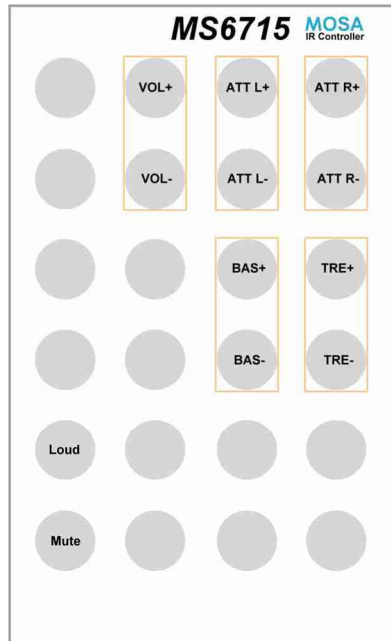 MS6715 MOSA
IR Controller
VOL+ ATT L+ ATT R+
VOL- ATT L- ATT R-
BAS+ TRE+
BAS- TRE-
Loud
Mute